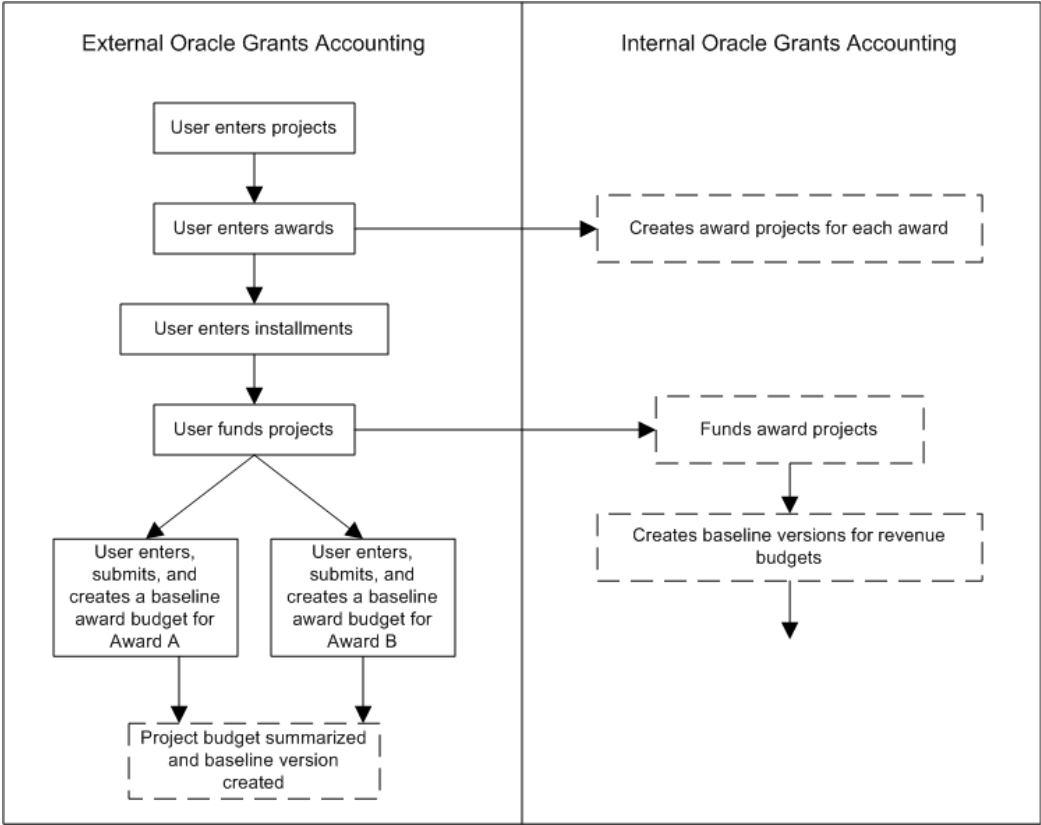 External Oracle Grants Accounting
Internal Oracle Grants Accounting
User enters projects
User enters awards
Creates award projects for each award
User enters installments
User funds projects
Funds award projects
Creates baseline versions for revenue
budgets
User enters,
submits, and
creates a baseline
award budget for
Award A
User enters,
submits, and
creates a baseline
award budget for
Award B
Project budget summarized
and baseline version
created